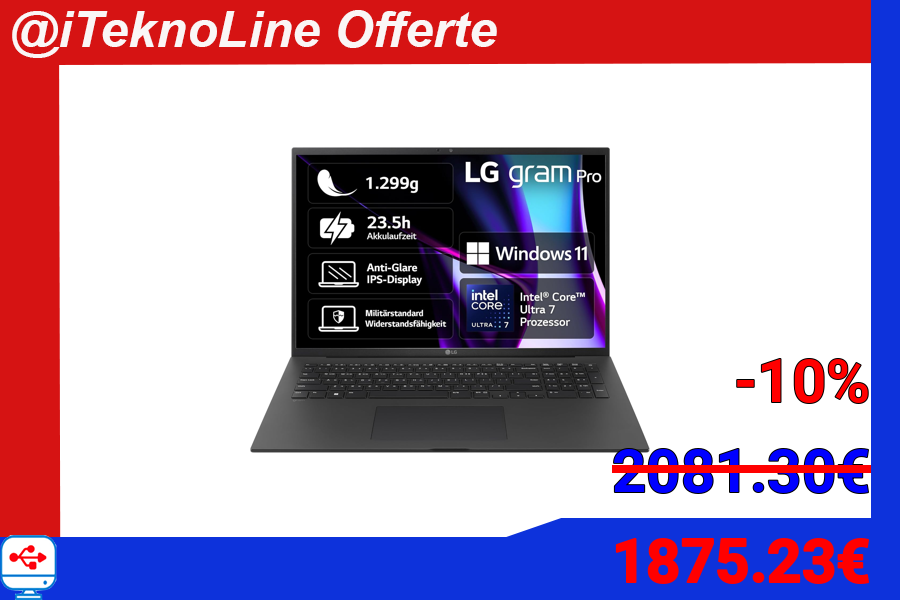 @iTeknoLine Offerte
LG gram Pro
1.299g
23.5h
Akkulaufzeit
Windows 11
Anti-Glare
IPS-Display
intel
CORE
ULTRA 7
Intel® Core™
Ultra 7
Prozessor
Militärstandard
Widerstandsfähigkeit
LG
-10%
2081.30€
1875.23€